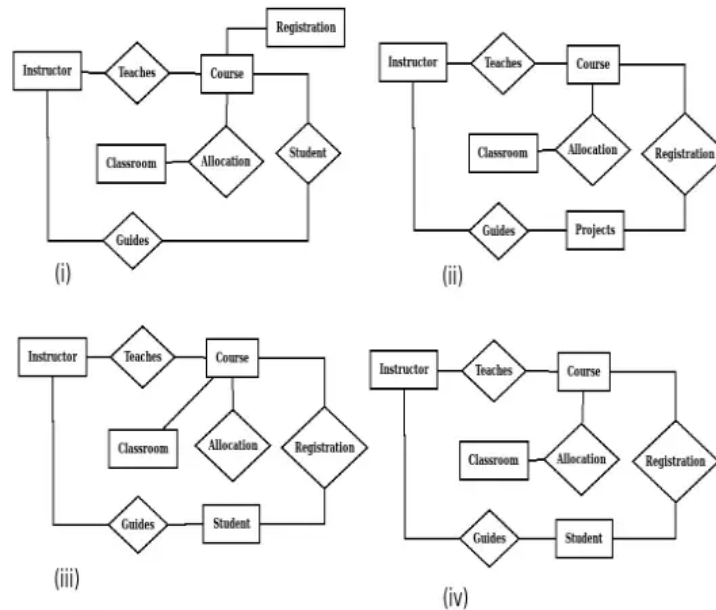 Registration
Instructor
Teaches
Course
Classroom
Allocation
Student
Guides
(i)
Instructor
Teaches
Course
Classroom
Allocation
Registration
Guides
Projects
(ii)
Instructor
Teaches
Course
Classroom
Allocation
Registration
Guides
Student
(iii)
Instructor
Teaches
Course
Classroom
Allocation
Registration
Guides
Student
(iv)